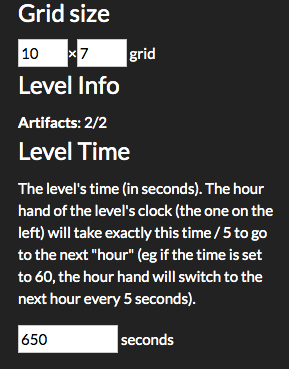 Grid size
10 × 7 grid
Level Info
Artifacts: 2/2
Level Time
The level's time (in seconds). The hour
hand of the level's clock (the one on the
left) will take exactly this time / 5 to go
to the next "hour" (eg if the time is set
to 60, the hour hand will switch to the
next hour every 5 seconds).
650 seconds